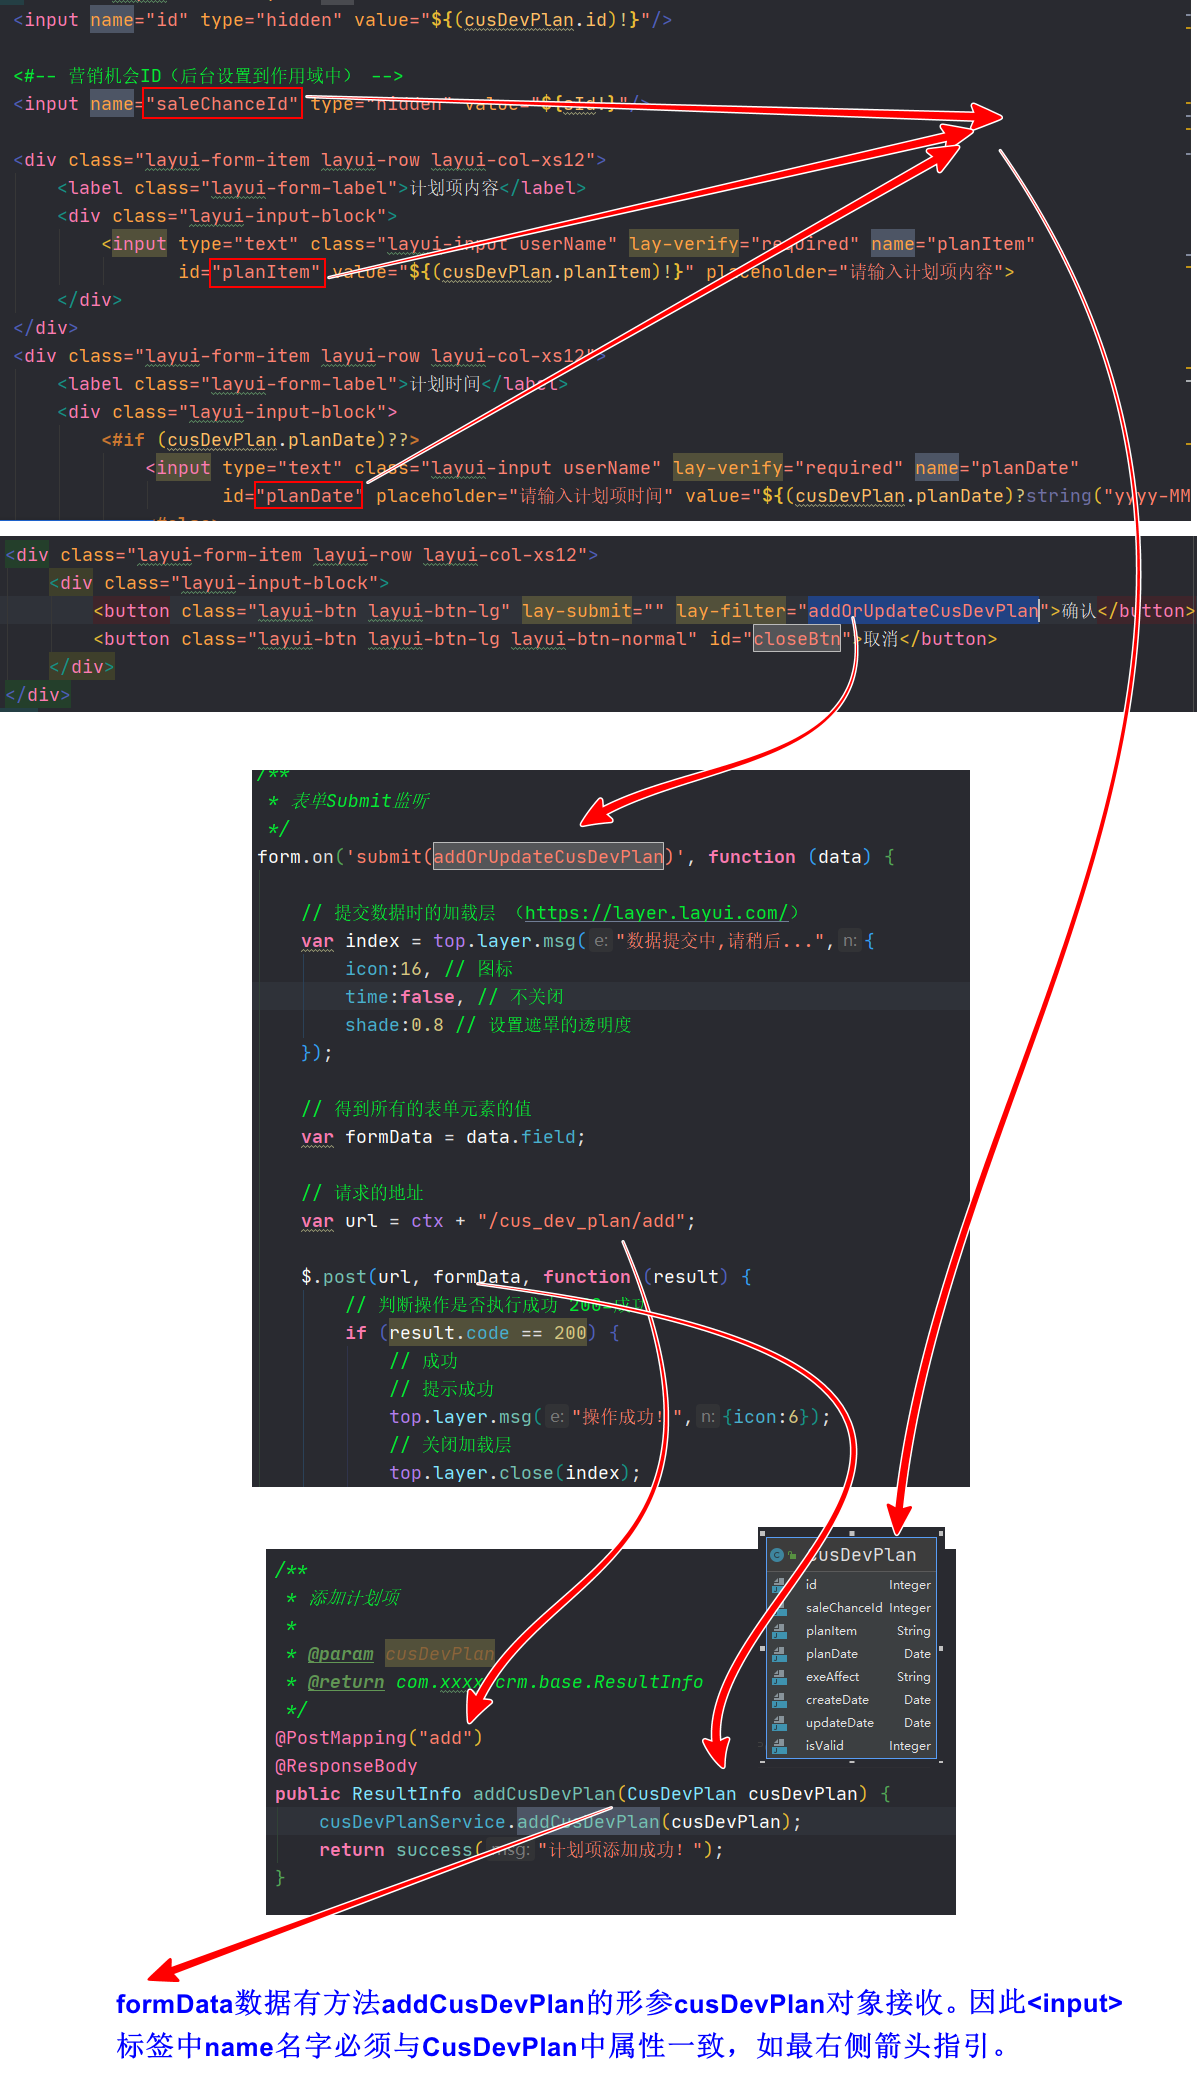 <input name="id" type="hidden" value="${(cusDevPlan.id)!}"/>
<#-- 营销机会ID（后台设置到作用域中） -->
<input name="saleChanceId" type="hidden" value="${sId!}"/>
<div class="layui-form-item layui-row layui-col-xs12">
<label class="layui-form-label">计划项内容</label>
<div class="layui-input-block">
<input type="text" class="layui-input userName" lay-verify="required" name="planItem"
id="planItem" value="${(cusDevPlan.planItem)!}" placeholder="请输入计划项内容">
</div>
</div>
<div class="layui-form-item layui-row layui-col-xs12">
<label class="layui-form-label">计划时间</label>
<div class="layui-input-block">
<#if (cusDevPlan.planDate)??>
<input type="text" class="layui-input userName" lay-verify="required" name="planDate"
id="planDate" placeholder="请输入计划项时间" value="${(cusDevPlan.planDate)?string("yyyy-MM
<div class="layui-form-item layui-row layui-col-xs12">
<div class="layui-input-block">
<button class="layui-btn layui-btn-lg" lay-submit="" lay-filter="addOrUpdateCusDevPlan">确认</button>
<button class="layui-btn layui-btn-lg layui-btn-normal" id="closeBtn">取消</button>
</div>
</div>
/**
* 表单Submit监听
*/
form.on('submit(addOrUpdateCusDevPlan)', function (data) {
// 提交数据时的加载层 （https://layer.layui.com/）
var index = top.layer.msg( e: "数据提交中,请稍后...", n: {
icon:16, // 图标
time:false, // 不关闭
shade:0.8 // 设置遮罩的透明度
});
// 得到所有的表单元素的值
var formData = data.field;
// 请求的地址
var url = ctx + "/cus_dev_plan/add";
$.post(url, formData, function (result) {
// 判断操作是否执行成功 200=成功
if (result.code == 200) {
// 成功
// 提示成功
top.layer.msg( e: "操作成功！", n: {icon:6});
// 关闭加载层
top.layer.close(index);
/**
* 添加计划项
*
* @param cusDevPlan
* @return com.xxxx.crm.base.ResultInfo
*/
@PostMapping("add")
@ResponseBody
public ResultInfo addCusDevPlan(CusDevPlan cusDevPlan) {
cusDevPlanService.addCusDevPlan(cusDevPlan);
return success( msg: "计划项添加成功！");
}
CusDevPlan
id Integer
saleChanceId Integer
planItem String
planDate Date
exeAffect String
createDate Date
updateDate Date
isValid Integer
formData数据有方法addCusDevPlan的形参cusDevPlan对象接收。因此<input>
标签中name名字必须与CusDevPlan中属性一致，如最右侧箭头指引。